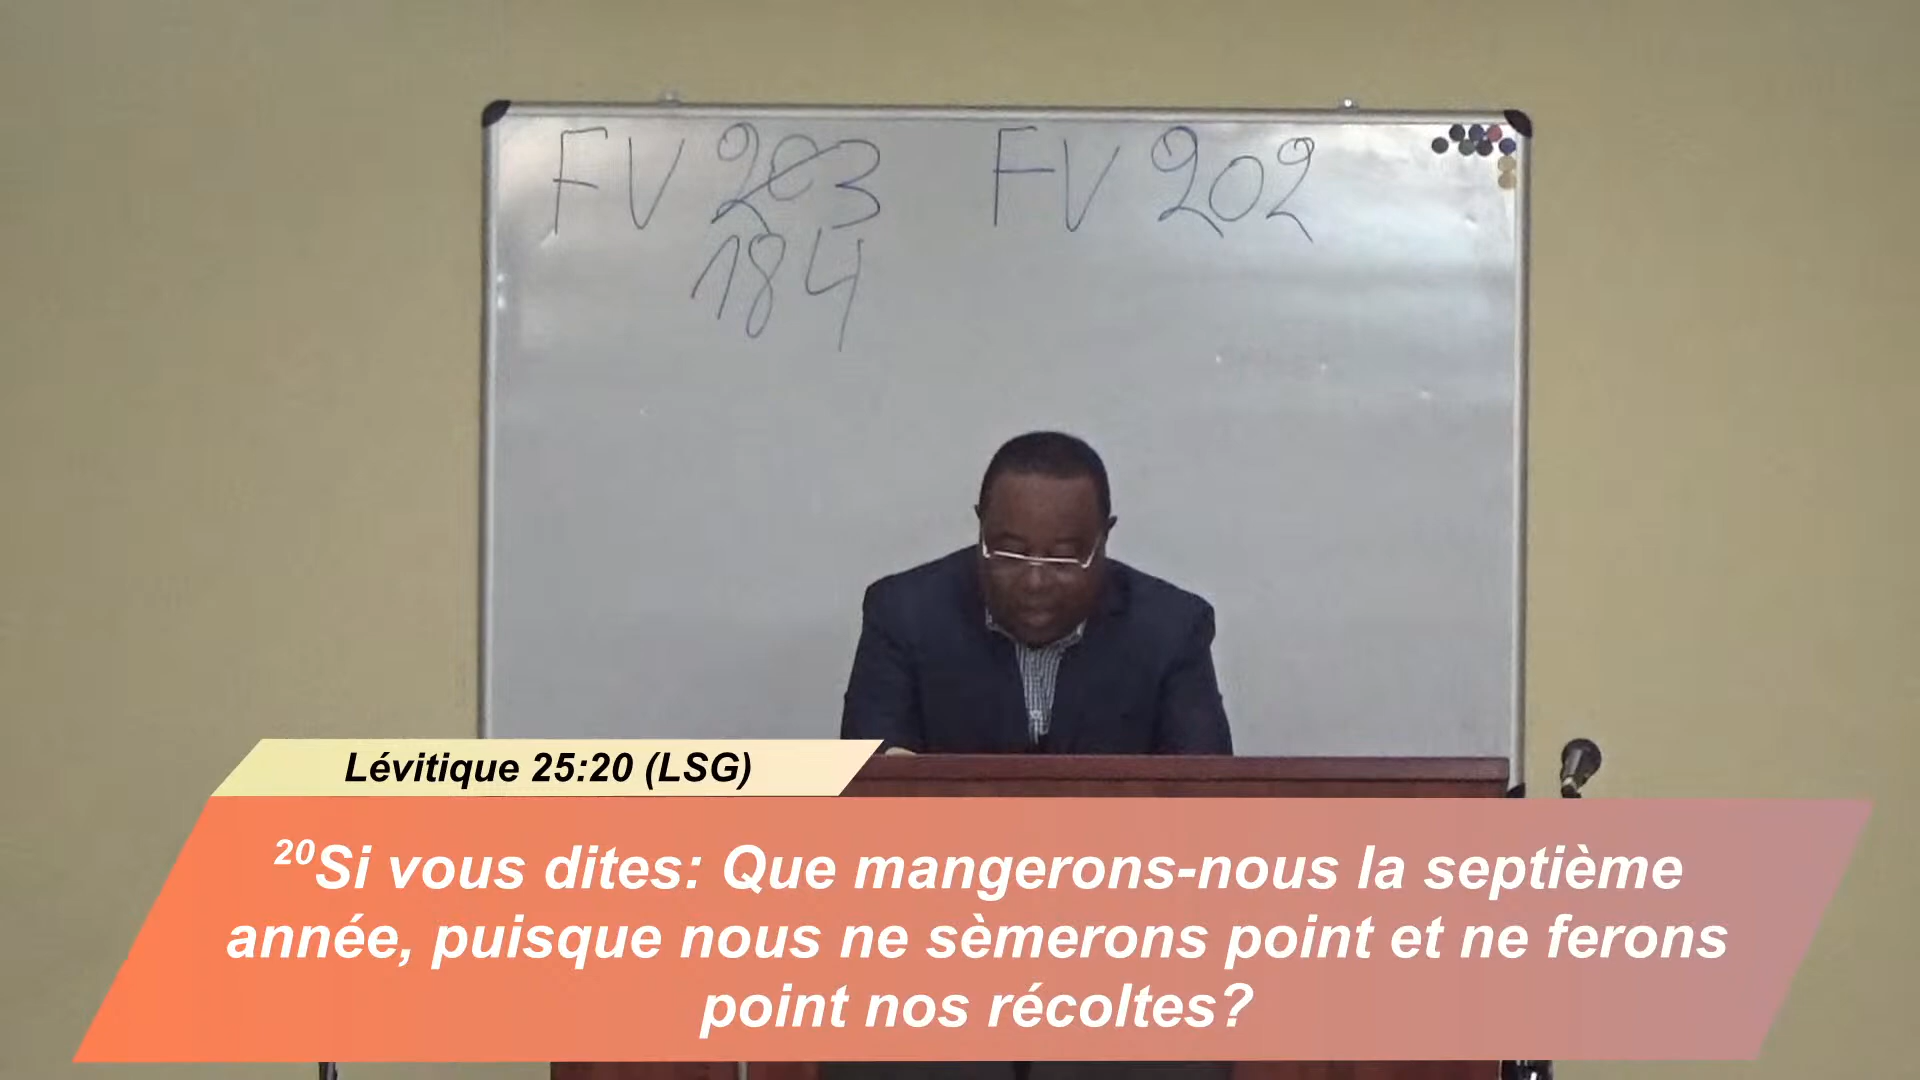 FV 203 FV 202
184
Lévitique 25:20 (LSG)
20Si vous dites: Que mangerons-nous la septième
année, puisque nous ne sèmerons point et ne ferons
point nos récoltes?